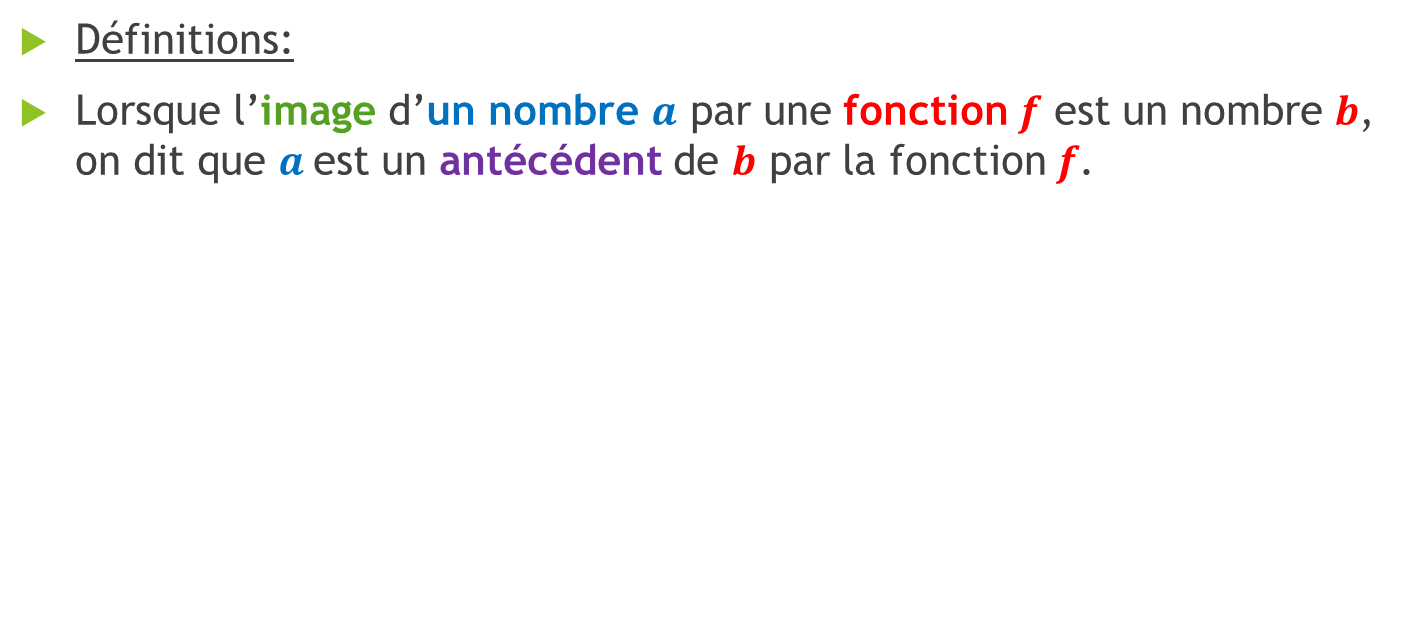 Définitions:
Lorsque l’image d’un nombre a par une fonction f est un nombre b,
on dit que a est un antécédent de b par la fonction f.